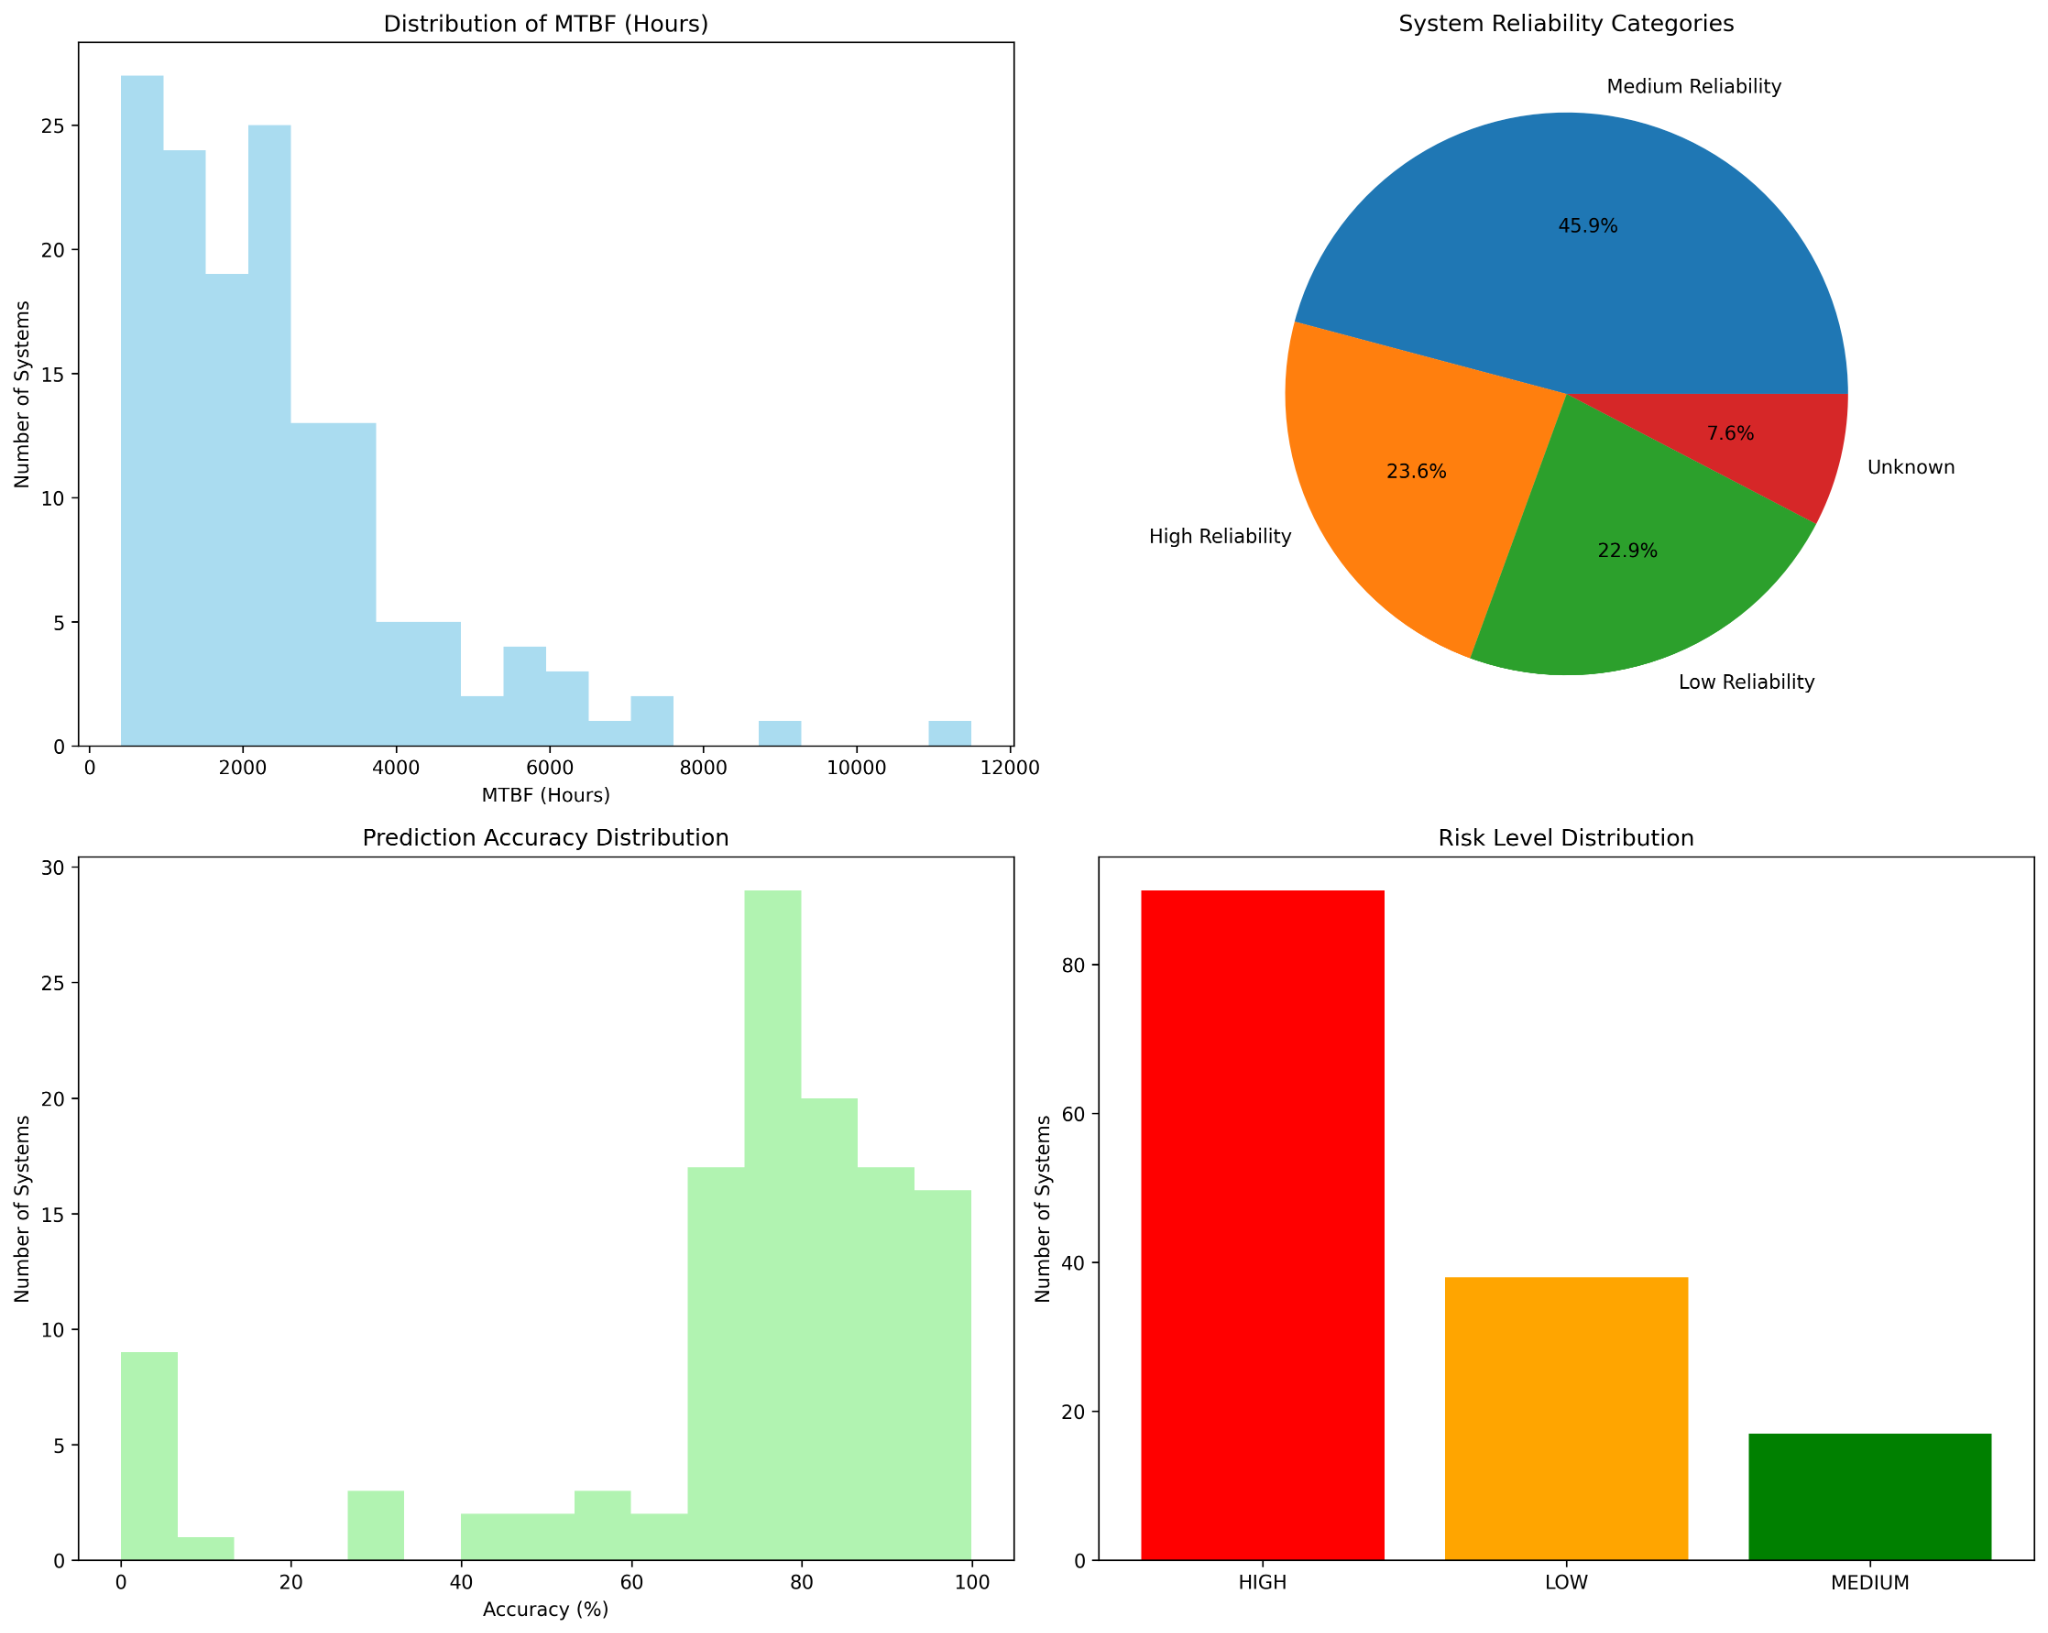 Distribution of MTBF (Hours)
Number of Systems
25
20
15
10
5
0
0 2000 4000 6000 8000 10000 12000
MTBF (Hours)
System Reliability Categories
Medium Reliability
45.9%
7.6%
Unknown
23.6%
High Reliability
22.9%
Low Reliability
Prediction Accuracy Distribution
Number of Systems
30
25
20
15
10
5
0
0 20 40 60 80 100
Accuracy (%)
Risk Level Distribution
Number of Systems
80
60
40
20
0
HIGH LOW MEDIUM